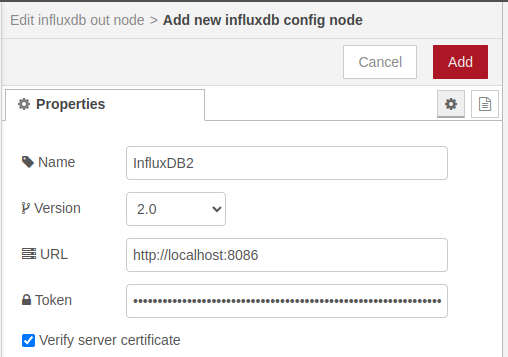 Edit influxdb out node > Add new influxdb config node
Cancel Add
Properties
Name InfluxDB2
Version 2.0
URL http://localhost:8086
Token ••••••••••••••••••••••••••••••••••••••••••••••••••••••••••••••
Verify server certificate